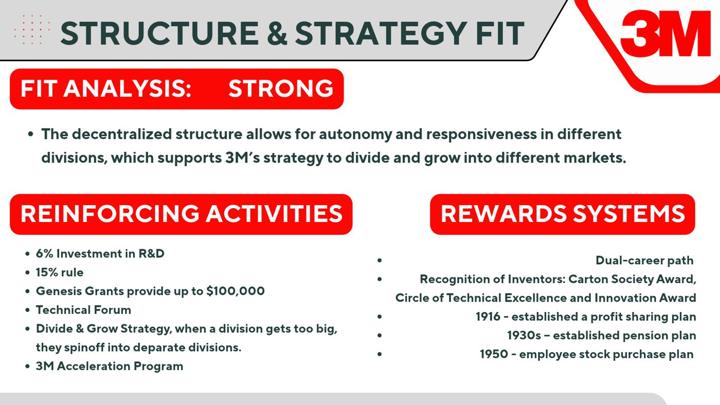 STRUCTURE & STRATEGY FIT
3M
FIT ANALYSIS: STRONG
• The decentralized structure allows for autonomy and responsiveness in different
divisions, which supports 3M's strategy to divide and grow into different markets.
REINFORCING ACTIVITIES
• 6% Investment in R&D
• 15% rule
• Genesis Grants provide up to $100,000
• Technical Forum
• Divide & Grow Strategy, when a division gets too big,
they spinoff into deparate divisions.
• 3M Acceleration Program
REWARDS SYSTEMS
• Dual-career path
• Recognition of Inventors: Carton Society Award,
Circle of Technical Excellence and Innovation Award
• 1916 - established a profit sharing plan
• 1930s – established pension plan
• 1950 - employee stock purchase plan